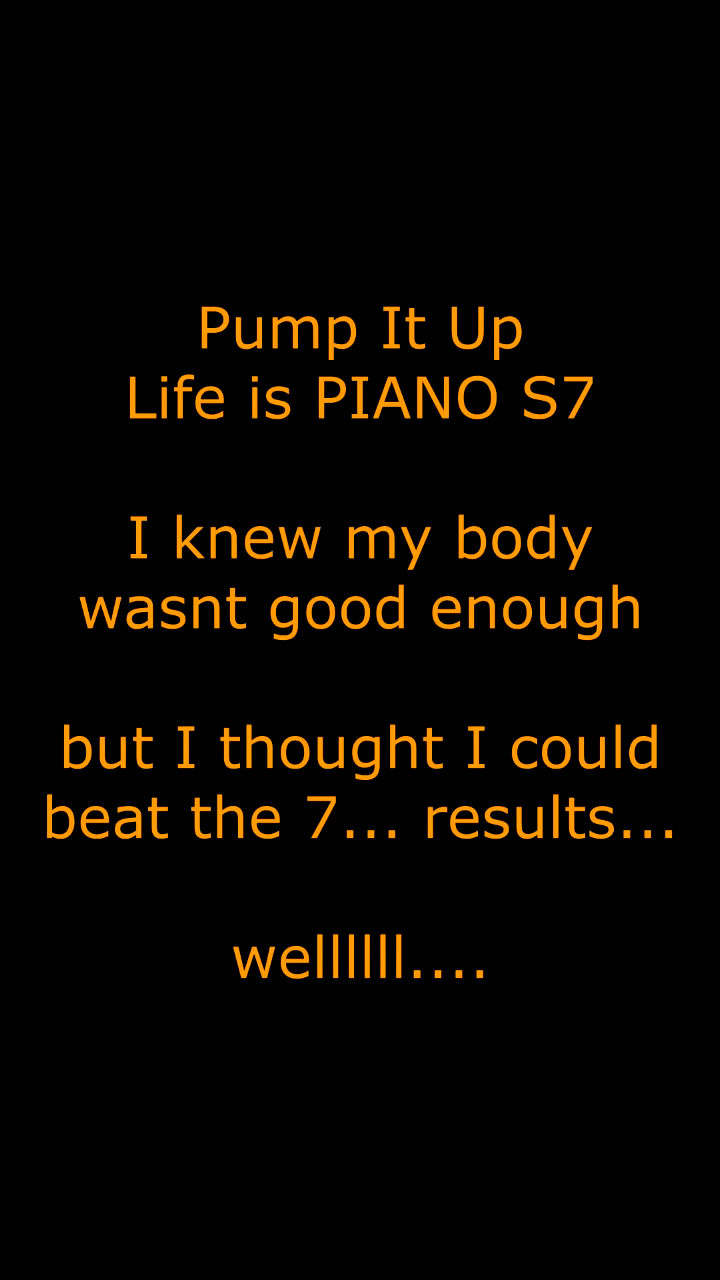 Pump It Up
Life is PIANO S7
I knew my body
wasnt good enough
but I thought I could
beat the 7... results...
welllllll....